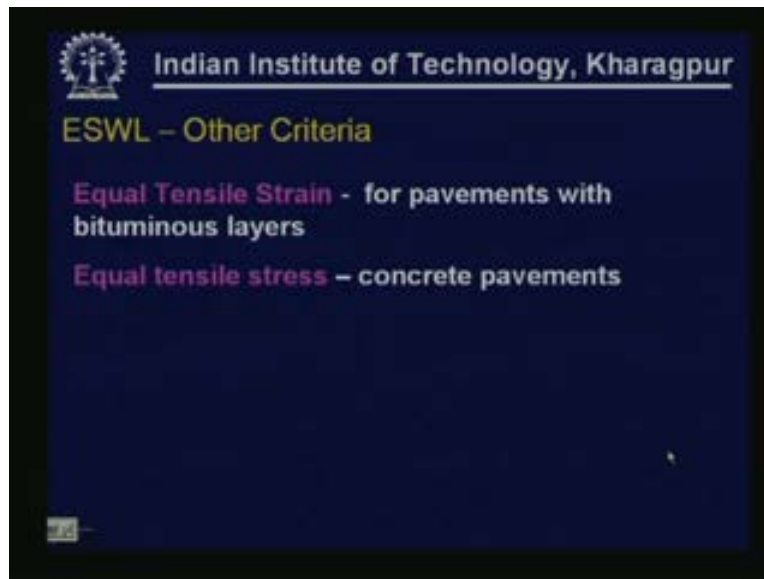 Indian Institute of Technology, Kharagpur
ESWL – Other Criteria
Equal Tensile Strain - for pavements with
bituminous layers
Equal tensile stress – concrete pavements